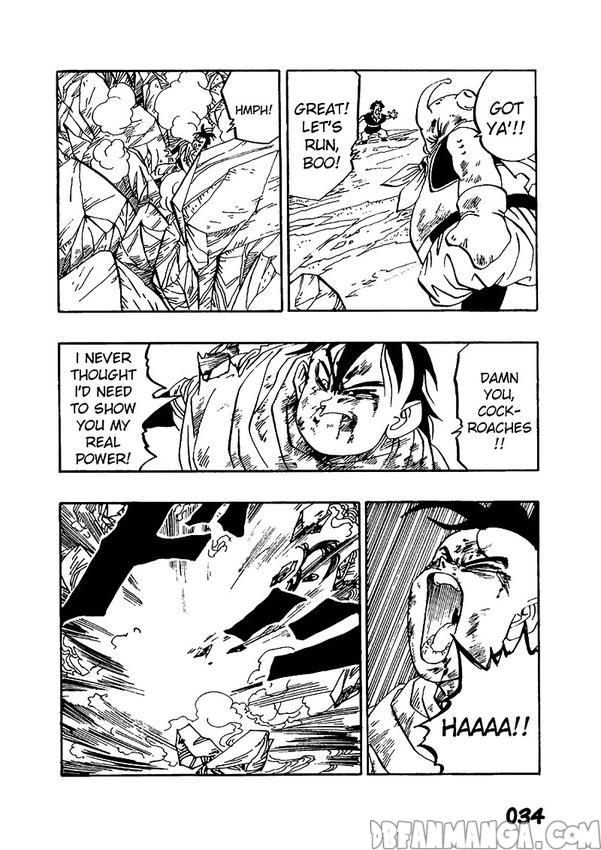 GOT
YA'!!
GREAT!
LET'S
RUN,
BOO!
HMPH!
DAMN
YOU,
COCK-
ROACHES
!!
I NEVER
THOUGHT
I'D NEED
TO SHOW
YOU MY
REAL
POWER!
HAAAA!!
034
DBFANMANGA.COM